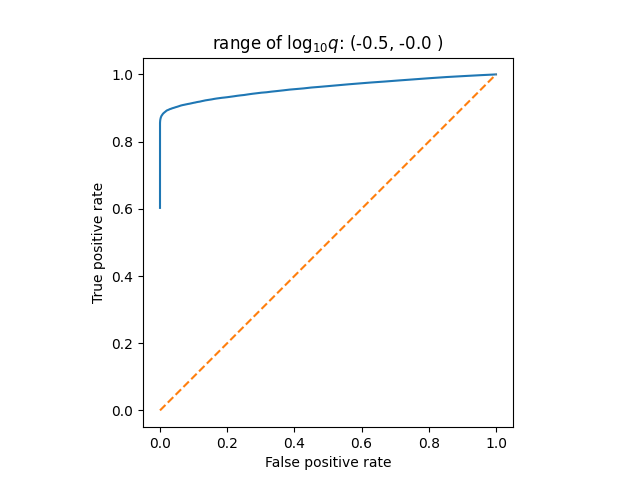 range of log₁₀q: (-0.5, -0.0 )
1.0
0.8
0.6
0.4
0.2
0.0
True positive rate
0.0 0.2 0.4 0.6 0.8 1.0
False positive rate